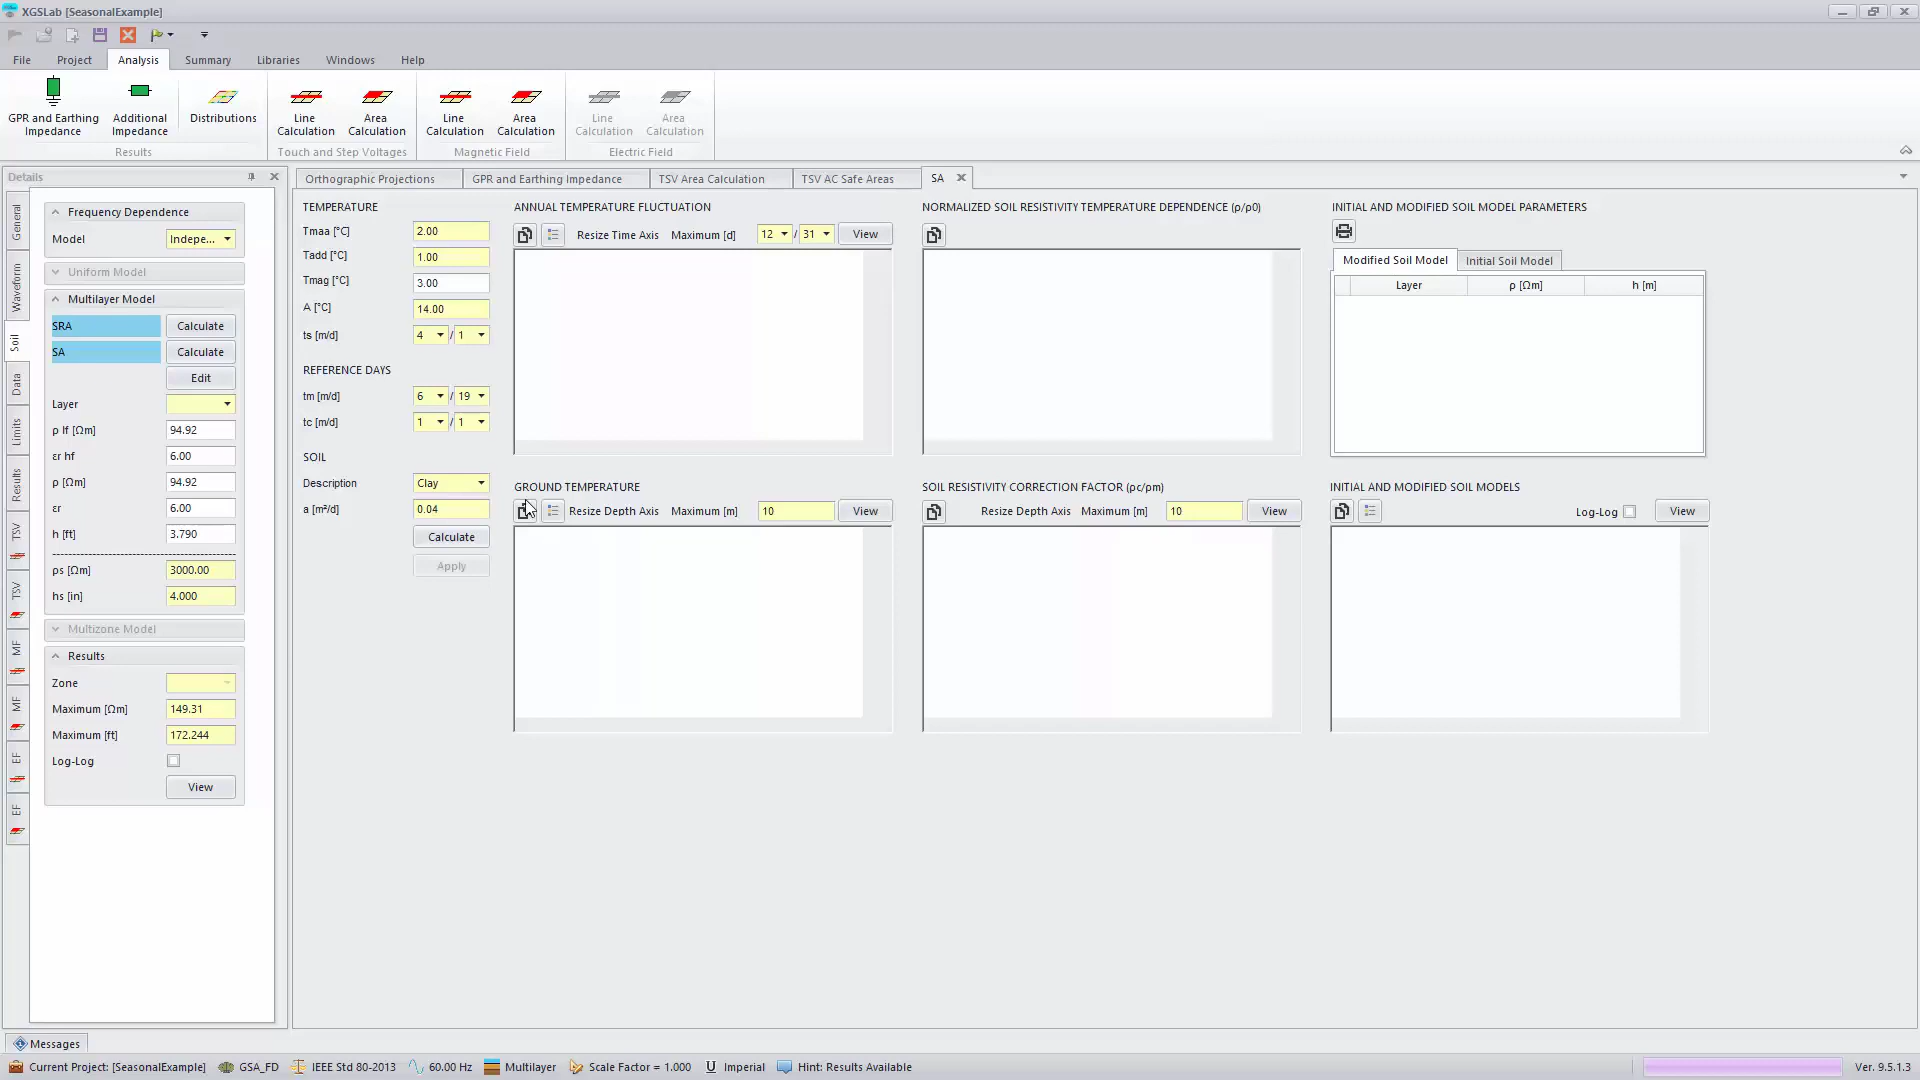 XGSLab [SeasonalExample]
File Project Analysis Summary Libraries Windows Help
GPR and Earthing Impedance
Additional Impedance
Distributions
Line Calculation
Area Calculation
Line Calculation
Area Calculation
Line Calculation
Area Calculation
Results
Touch and Step Voltages
Magnetic Field
Electric Field
Details
General
Waveform
Soil
Data
Limits
Results
TSV
TSV
MF
MF
EF
EF
Frequency Dependence
Model Indepe...
Uniform Model
Multilayer Model
SRA Calculate
SA Calculate
Edit
Layer
ρ lf [Ωm] 94.92
εr hf 6.00
ρ [Ωm] 94.92
εr 6.00
h [ft] 3.790
ρs [Ωm] 3000.00
hs [in] 4.000
Multizone Model
Results
Zone
Maximum [Ωm] 149.31
Maximum [ft] 172.244
Log-Log
View
Orthographic Projections GPR and Earthing Impedance TSV Area Calculation TSV AC Safe Areas SA
TEMPERATURE
Tmaa [°C] 2.00
Tadd [°C] 1.00
Tmag [°C] 3.00
A [°C] 14.00
ts [m/d] 4 / 1
REFERENCE DAYS
tm [m/d] 6 / 19
tc [m/d] 1 / 1
SOIL
Description Clay
a [m²/d] 0.04
Calculate
Apply
ANNUAL TEMPERATURE FLUCTUATION
Resize Time Axis Maximum [d] 12 / 31 View
NORMALIZED SOIL RESISTIVITY TEMPERATURE DEPENDENCE (ρ/ρ0)
INITIAL AND MODIFIED SOIL MODEL PARAMETERS
Modified Soil Model Initial Soil Model
Layer ρ [Ωm] h [m]
GROUND TEMPERATURE
Resize Depth Axis Maximum [m] 10 View
SOIL RESISTIVITY CORRECTION FACTOR (ρc/ρm)
Resize Depth Axis Maximum [m] 10 View
INITIAL AND MODIFIED SOIL MODELS
Log-Log View
Messages
Current Project: [SeasonalExample] GSA_FD IEEE Std 80-2013 60.00 Hz Multilayer Scale Factor = 1.000 U Imperial Hint: Results Available Ver. 9.5.1.3